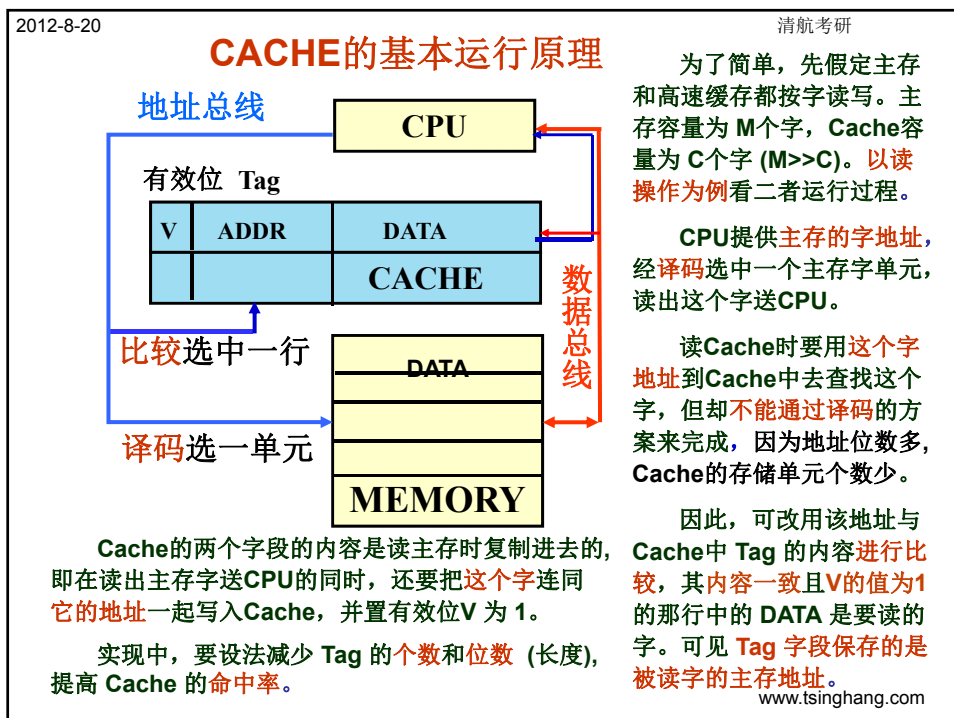 2012-8-20
清航考研
CACHE的基本运行原理
地址总线
CPU
有效位 Tag
V ADDR DATA
CACHE
数据总线
比较选中一行
DATA
译码选一单元
MEMORY
Cache的两个字段的内容是读主存时复制进去的,
即在读出主存字送CPU的同时，还要把这个字连同
它的地址一起写入Cache，并置有效位V 为 1。
实现中，要设法减少 Tag 的个数和位数 (长度),
提高 Cache 的命中率。
为了简单，先假定主存
和高速缓存都按字读写。主
存容量为 M个字，Cache容
量为 C个字 (M>>C)。以读
操作为例看二者运行过程。
CPU提供主存的字地址，
经译码选中一个主存字单元，
读出这个字送CPU。
读Cache时要用这个字
地址到Cache中去查找这个
字，但却不能通过译码的方
案来完成，因为地址位数多,
Cache的存储单元个数少。
因此，可改用该地址与
Cache中 Tag 的内容进行比
较，其内容一致且V的值为1
的那行中的 DATA 是要读的
字。可见 Tag 字段保存的是
被读字的主存地址。
www.tsinghang.com